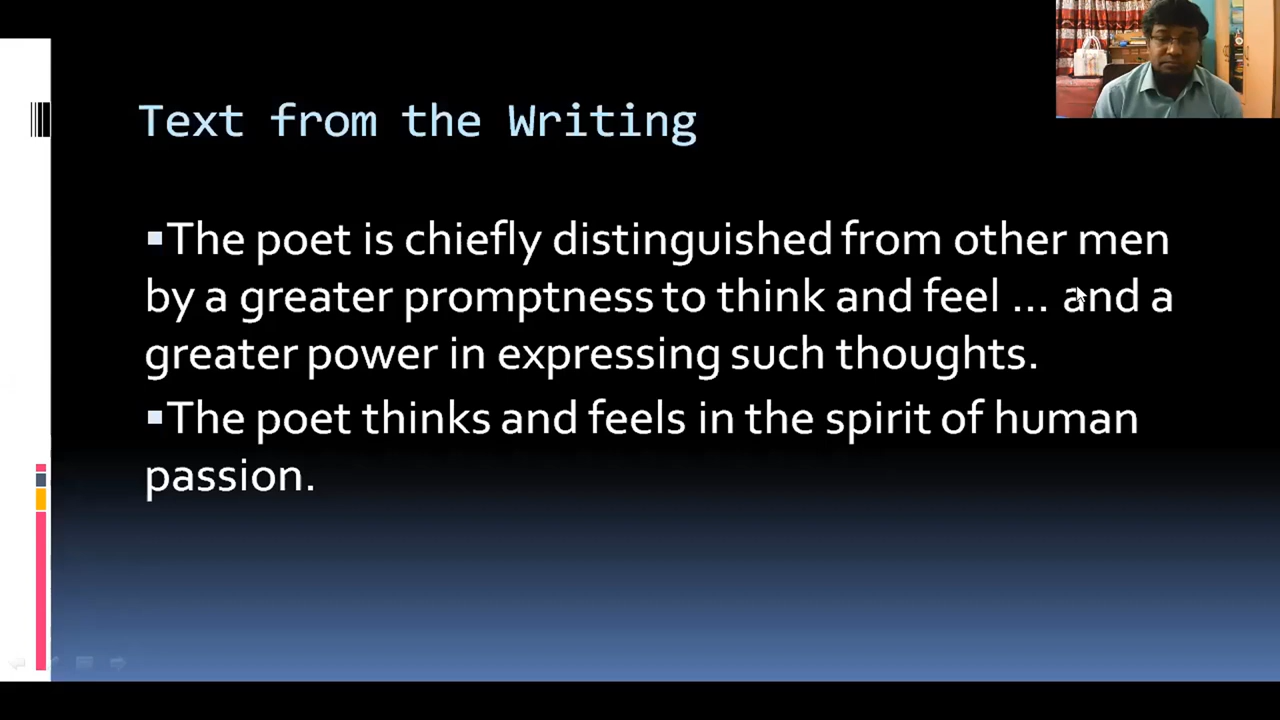 Text from the Writing
▪The poet is chiefly distinguished from other men
by a greater promptness to think and feel ... and a
greater power in expressing such thoughts.
▪The poet thinks and feels in the spirit of human
passion.